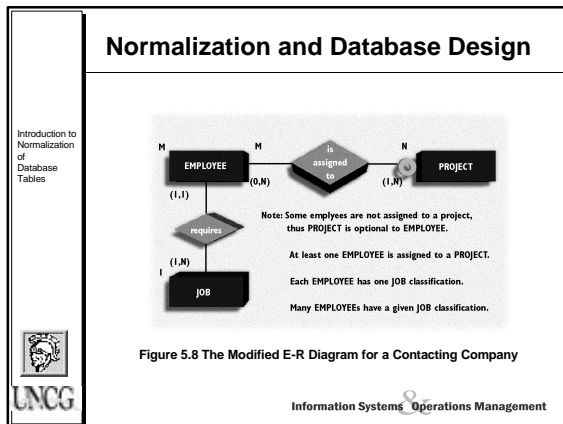 Normalization and Database Design
Introduction to
Normalization
of
Database
Tables
M
M
is
assigned
to
N
EMPLOYEE
PROJECT
(1,1)
(0,N)
(1,N)
requires
Note: Some emplyees are not assigned to a project,
thus PROJECT is optional to EMPLOYEE.
At least one EMPLOYEE is assigned to a PROJECT.
(1,N)
1
JOB
Each EMPLOYEE has one JOB classification.
Many EMPLOYEEs have a given JOB classification.
Figure 5.8 The Modified E-R Diagram for a Contacting Company
UNCG
Information Systems & Operations Management